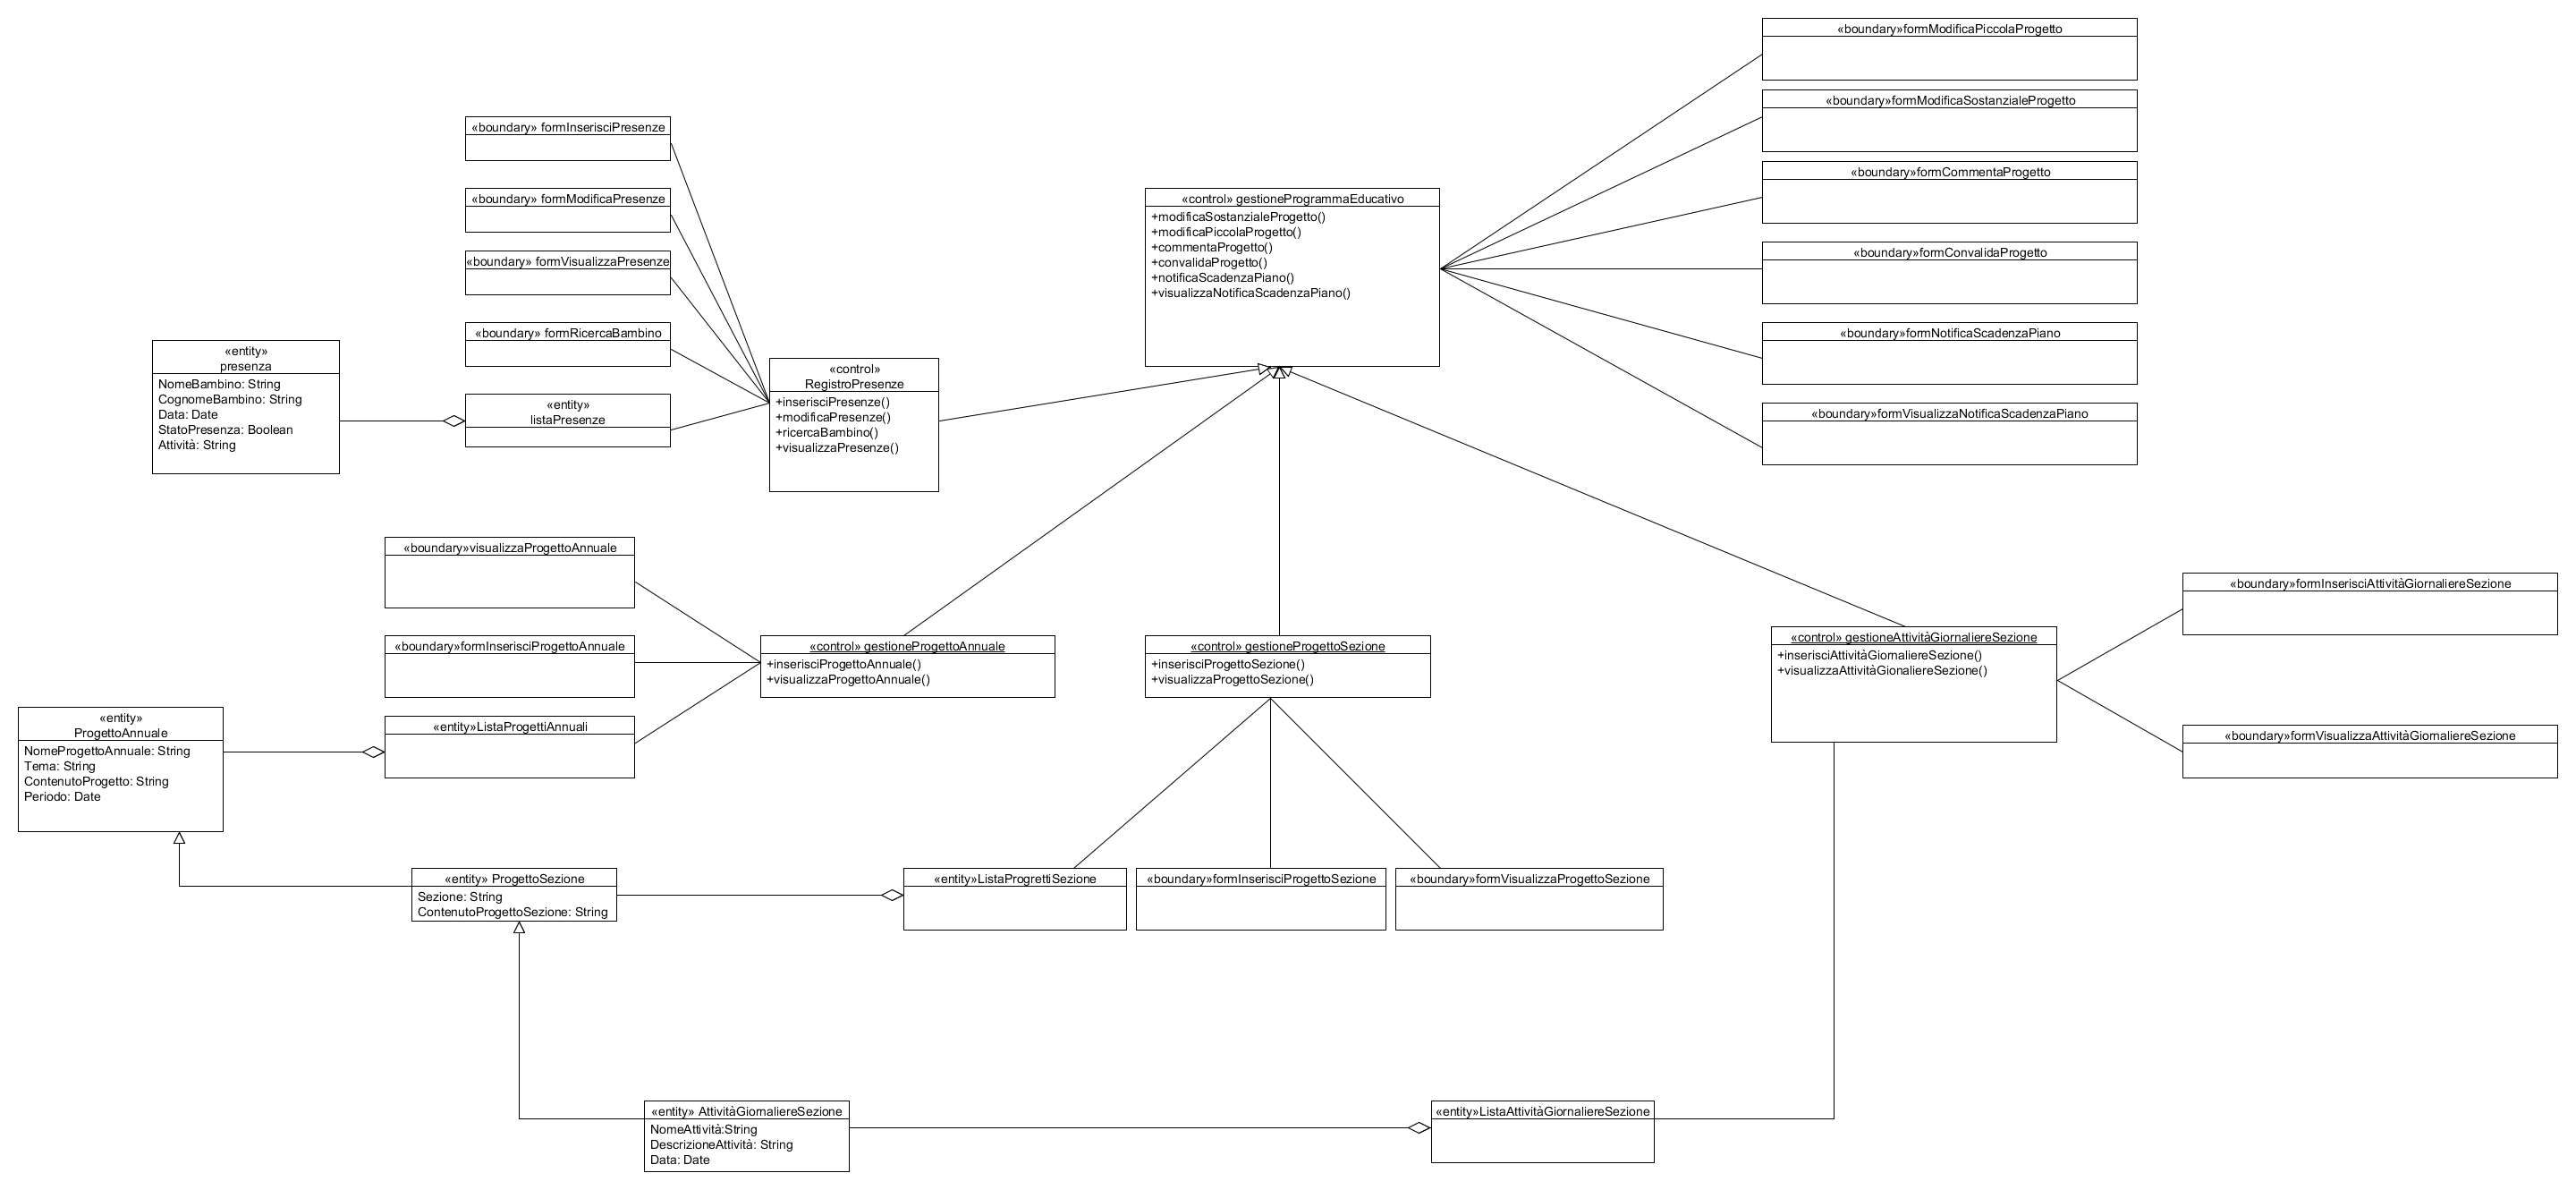 «boundary»formModificaPiccolaProgetto
«boundary»formModificaSostanzialeProgetto
«boundary»formCommentaProgetto
«boundary»formConvalidaProgetto
«boundary»formNotificaScadenzaPiano
«boundary»formVisualizzaNotificaScadenzaPiano
«control» gestioneProgrammaEducativo
+modificaSostanzialeProgetto()
+modificaPiccolaProgetto()
+commentaProgetto()
+convalidaProgetto()
+notificaScadenzaPiano()
+visualizzaNotificaScadenzaPiano()
«boundary» formInserisciPresenze
«boundary» formModificaPresenze
«boundary» formVisualizzaPresenze
«boundary» formRicercaBambino
«entity»
listaPresenze
«entity»
presenza
NomeBambino: String
CognomeBambino: String
Data: Date
StatoPresenza: Boolean
Attività: String
«control»
RegistroPresenze
+inserisciPresenze()
+modificaPresenze()
+ricercaBambino()
+visualizzaPresenze()
«boundary»visualizzaProgettoAnnuale
«boundary»formInserisciProgettoAnnuale
«entity»ListaProgettiAnnuali
«control» gestioneProgettoAnnuale
+inserisciProgettoAnnuale()
+visualizzaProgettoAnnuale()
«control» gestioneProgettoSezione
+inserisciProgettoSezione()
+visualizzaProgettoSezione()
«control» gestioneAttivitàGiornaliereSezione
+inserisciAttivitàGiornaliereSezione()
+visualizzaAttivitàGionaliereSezione()
«boundary»formInserisciAttivitàGiornaliereSezione
«boundary»formVisualizzaAttivitàGiornaliereSezione
«entity»
ProgettoAnnuale
NomeProgettoAnnuale: String
Tema: String
ContenutoProgetto: String
Periodo: Date
«entity» ProgettoSezione
Sezione: String
ContenutoProgettoSezione: String
«entity»ListaProgrettiSezione
«boundary»formInserisciProgettoSezione
«boundary»formVisualizzaProgettoSezione
«entity» AttivitàGiornaliereSezione
NomeAttività:String
DescrizioneAttività: String
Data: Date
«entity»ListaAttivitàGiornaliereSezione